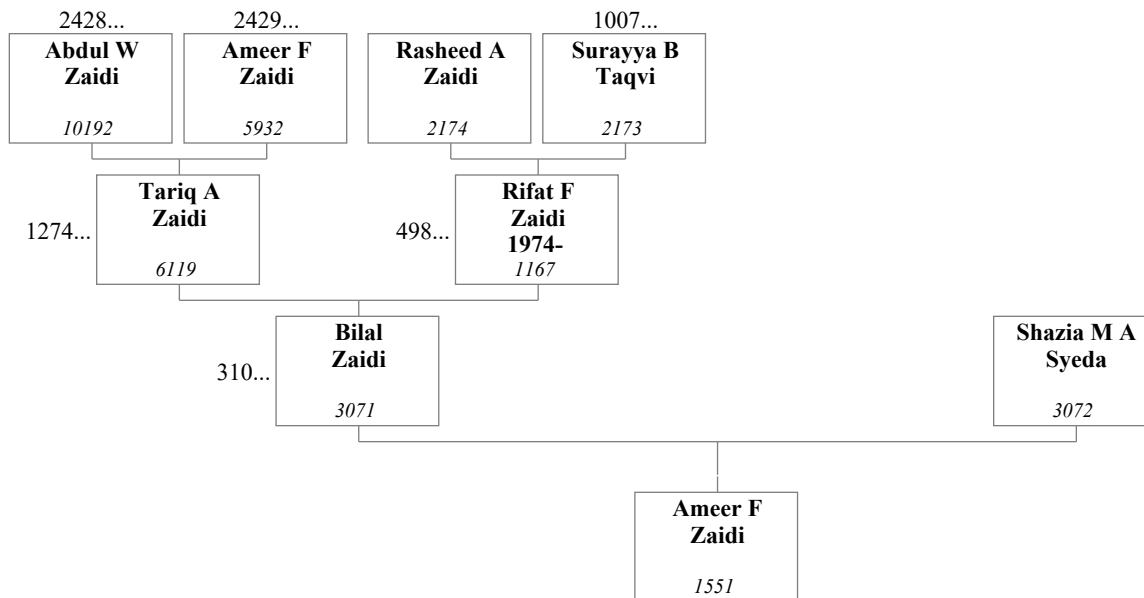 2428...
2429...
1007...
Abdul W
Zaidi
10192
Ameer F
Zaidi
5932
Rasheed A
Zaidi
2174
Surayya B
Taqvi
2173
1274...
Tariq A
Zaidi
6119
498...
Rifat F
Zaidi
1974-
1167
310...
Bilal
Zaidi
3071
Shazia M A
Syeda
3072
Ameer F
Zaidi
1551